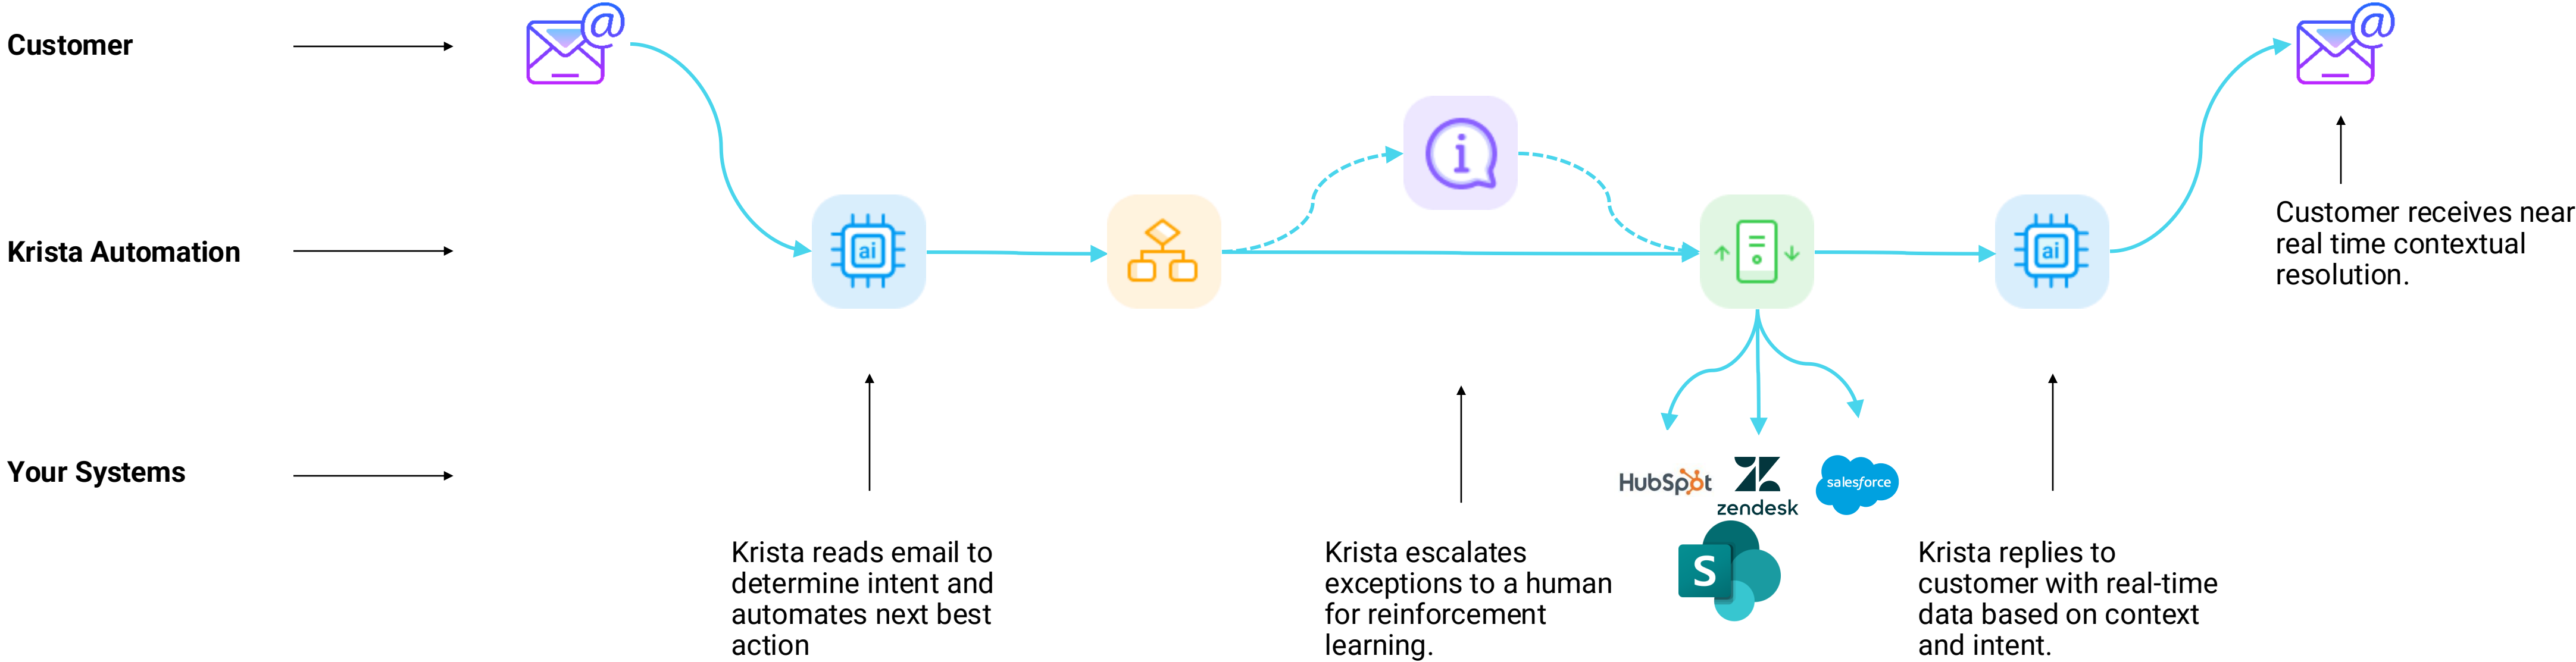 Customer
@
@
i
Customer receives near
real time contextual
resolution.
Krista Automation
ai
ai
Your Systems
HubSpot
zendesk
salesforce
S
Krista reads email to
determine intent and
automates next best
action
Krista escalates
exceptions to a human
for reinforcement
learning.
Krista replies to
customer with real-time
data based on context
and intent.